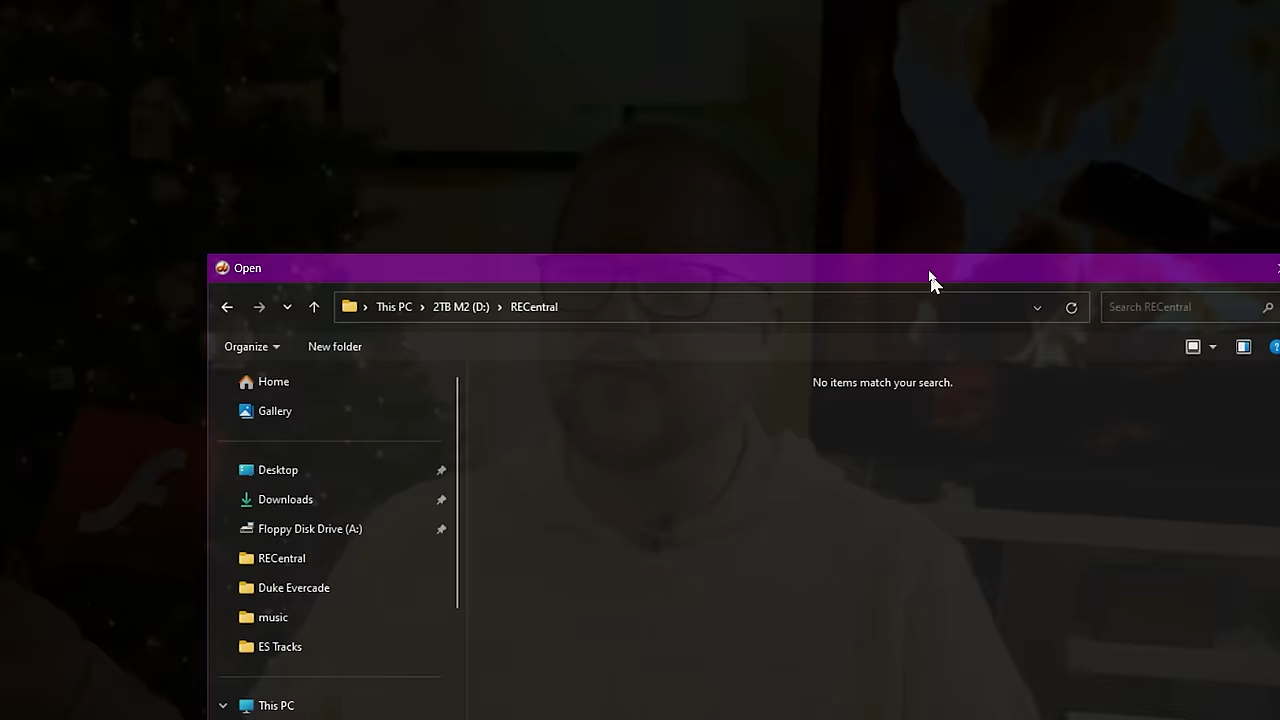 Open
This PC > 2TB M2 (D:) > RECentral
Search RECentral
Organize
New folder
No items match your search.
Home
Gallery
Desktop
Downloads
Floppy Disk Drive (A:)
RECentral
Duke Evercade
music
ES Tracks
This PC